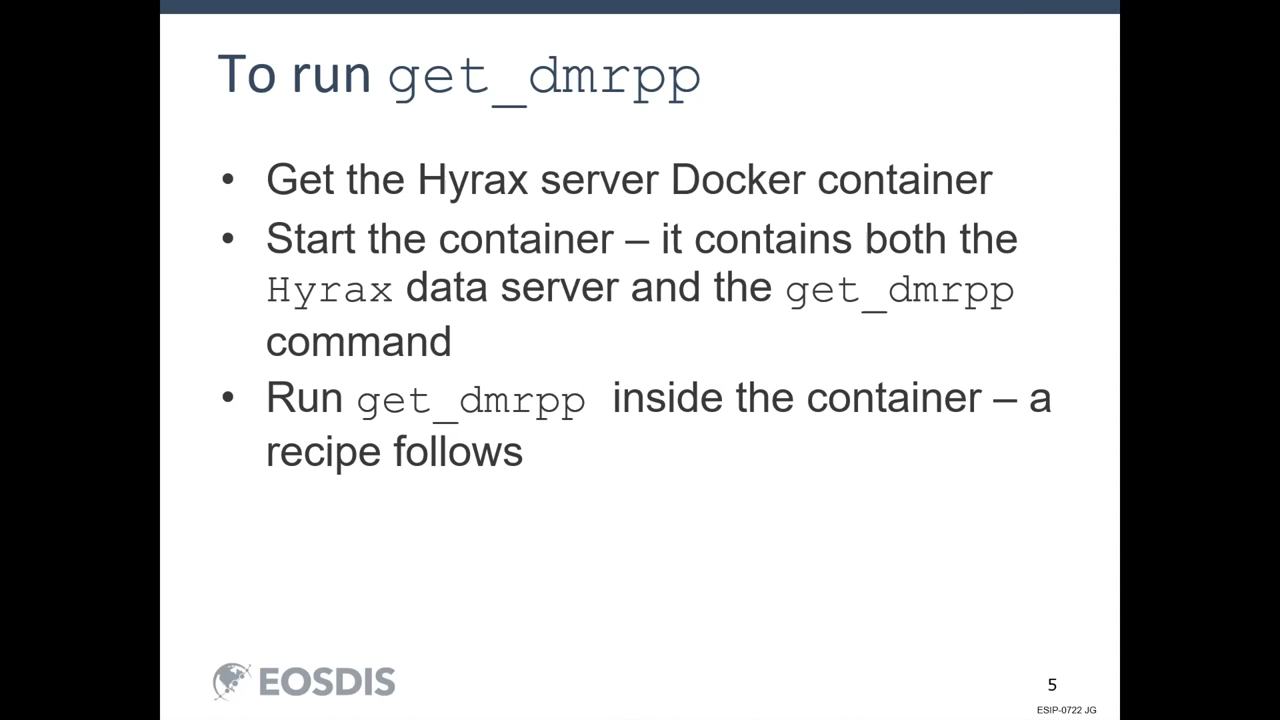 To run get_dmrpp
• Get the Hyrax server Docker container
• Start the container – it contains both the
Hyrax data server and the get_dmrpp
command
• Run get_dmrpp inside the container – a
recipe follows
EOSDIS
5
ESIP-0722 JG